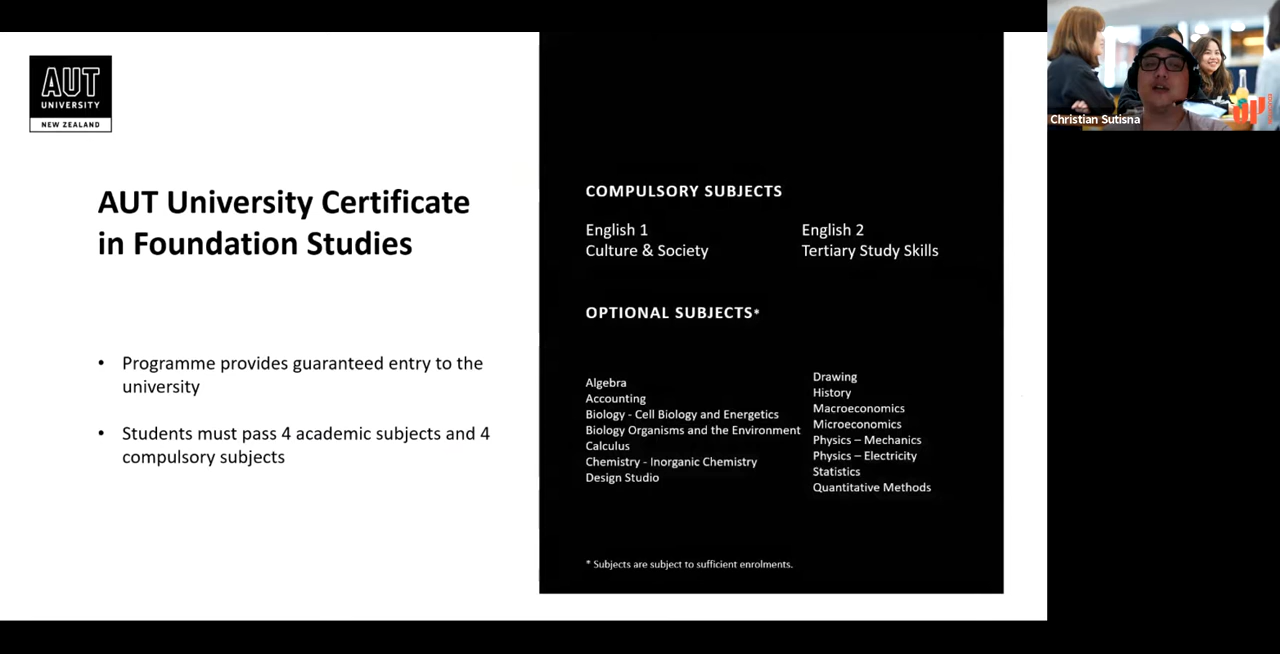 AUT
UNIVERSITY
NEW ZEALAND
AUT University Certificate
in Foundation Studies
• Programme provides guaranteed entry to the
university
• Students must pass 4 academic subjects and 4
compulsory subjects
COMPULSORY SUBJECTS
English 1
Culture & Society
English 2
Tertiary Study Skills
OPTIONAL SUBJECTS*
Algebra
Accounting
Biology - Cell Biology and Energetics
Biology Organisms and the Environment
Calculus
Chemistry - Inorganic Chemistry
Design Studio
Drawing
History
Macroeconomics
Microeconomics
Physics – Mechanics
Physics – Electricity
Statistics
Quantitative Methods
* Subjects are subject to sufficient enrolments.
Christian Sutisna